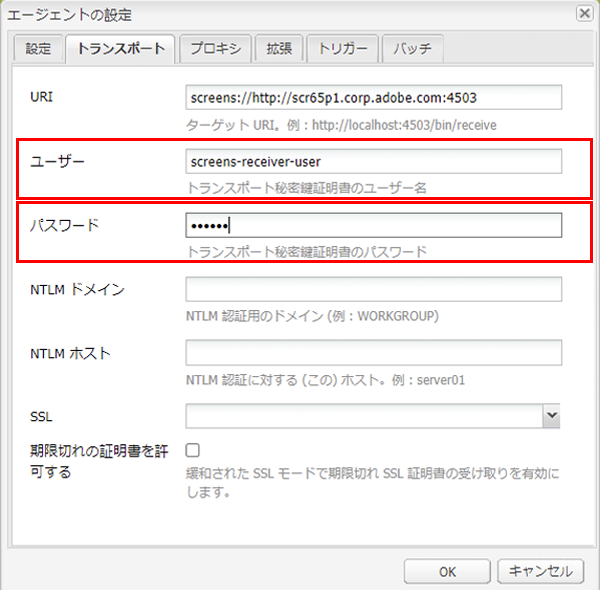 エージェントの設定
設定 トランスポート プロキシ 拡張 トリガー バッチ
URI screens://http://scr65p1.corp.adobe.com:4503
ターゲット URI。例：http://localhost:4503/bin/receive
ユーザー screens-receiver-user
トランスポート秘密鍵証明書のユーザー名
パスワード ••••••
トランスポート秘密鍵証明書のパスワード
NTLM ドメイン
NTLM 認証用のドメイン (例：WORKGROUP)
NTLM ホスト
NTLM 認証に対する (この) ホスト。例：server01
SSL
期限切れの証明書を許
可する
緩和された SSL モードで期限切れ SSL 証明書の受け取りを有効に
します。
OK キャンセル